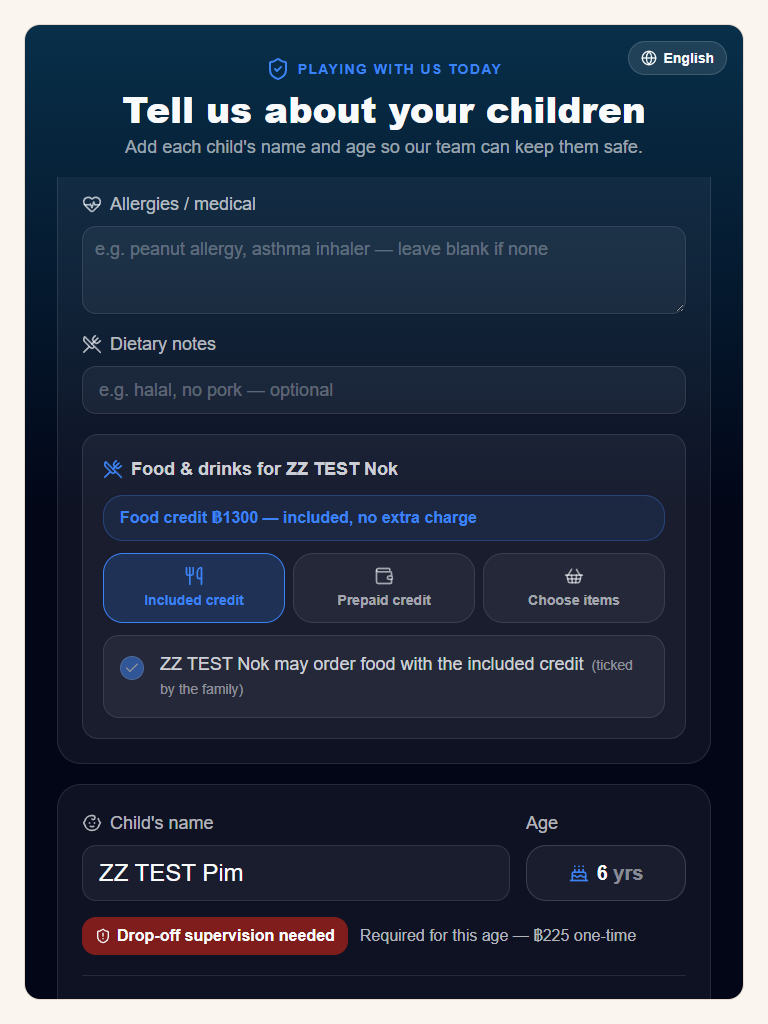 English
PLAYING WITH US TODAY
Tell us about your children
Add each child's name and age so our team can keep them safe.
Allergies / medical
e.g. peanut allergy, asthma inhaler — leave blank if none
Dietary notes
e.g. halal, no pork — optional
Food & drinks for ZZ TEST Nok
Food credit ฿1300 — included, no extra charge
Included credit
Prepaid credit
Choose items
ZZ TEST Nok may order food with the included credit (ticked
by the family)
Child's name
Age
ZZ TEST Pim
6 yrs
Drop-off supervision needed
Required for this age — ฿225 one-time